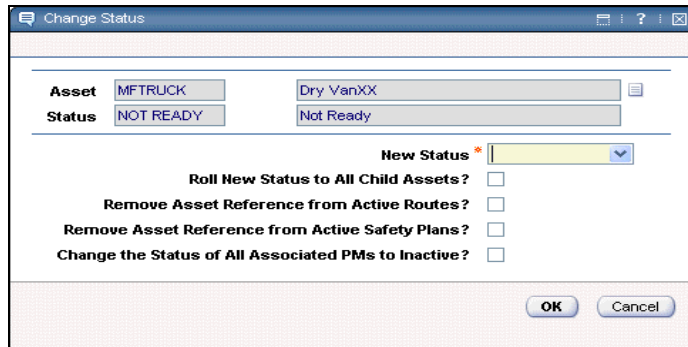 Change Status ?
Asset MFTRUCK Dry VanXX
Status NOT READY Not Ready
New Status *
Roll New Status to All Child Assets?
Remove Asset Reference from Active Routes?
Remove Asset Reference from Active Safety Plans?
Change the Status of All Associated PMs to Inactive?
OK Cancel